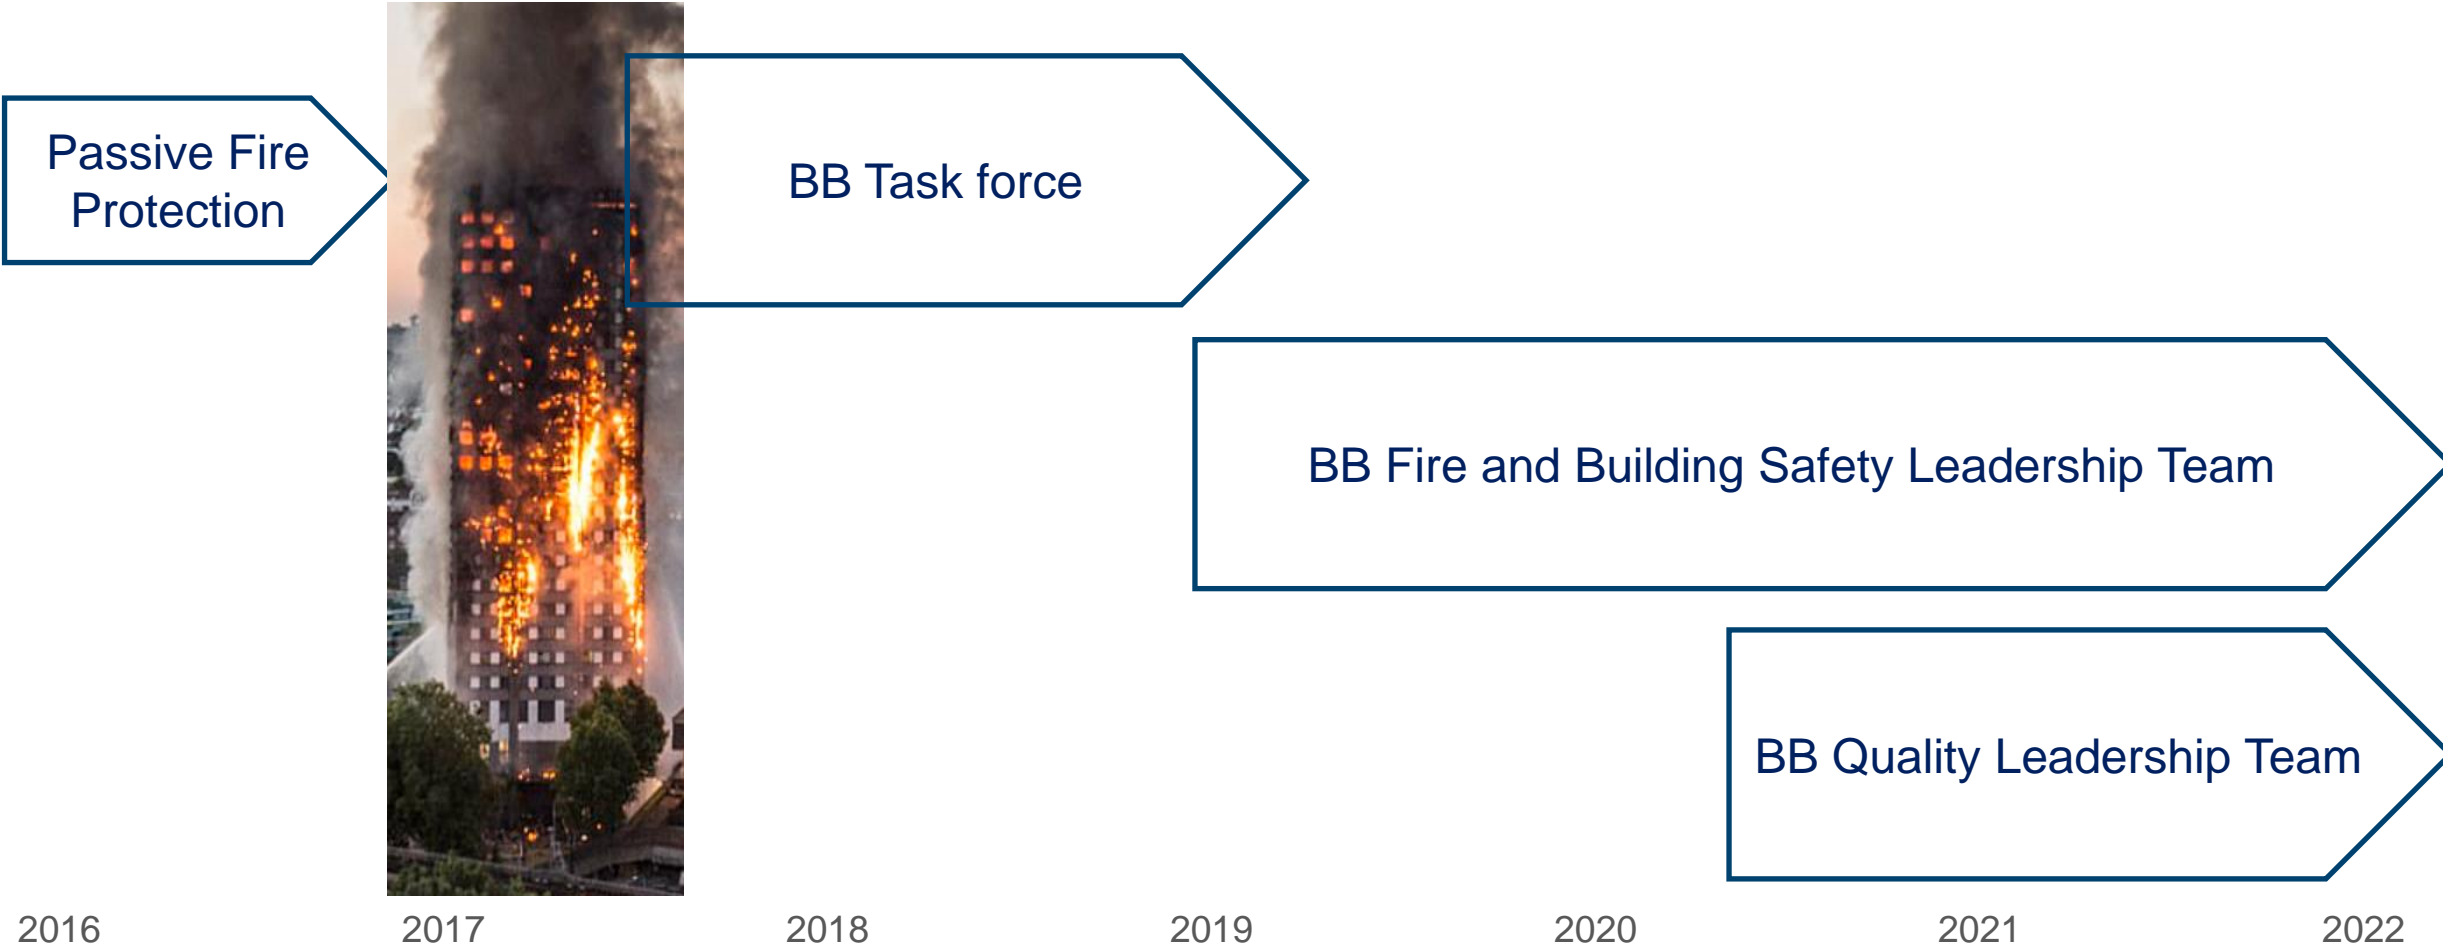 Passive Fire
Protection
BB Task force
BB Fire and Building Safety Leadership Team
BB Quality Leadership Team
2016
2017
2018
2019
2020
2021
2022